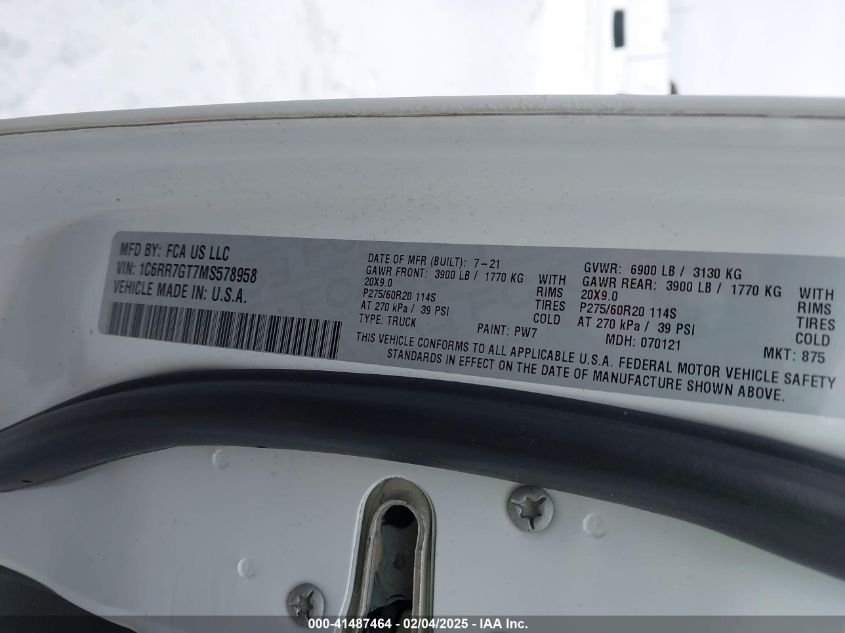 MFD BY: FCA US LLC
VIN: 1C6RR7GT7MS578958
VEHICLE MADE IN: U.S.A.
DATE OF MFR (BUILT): 7-21
GAWR FRONT: 3900 LB / 1770 KG WITH
20X9.0 RIMS
P275/60R20 114S TIRES
AT 270 kPa / 39 PSI COLD
TYPE: TRUCK PAINT: PW7
GVWR: 6900 LB / 3130 KG
GAWR REAR: 3900 LB / 1770 KG WITH
20X9.0 RIMS
P275/60R20 114S TIRES
AT 270 kPa / 39 PSI COLD
MDH: 070121 MKT: 875
THIS VEHICLE CONFORMS TO ALL APPLICABLE U.S.A. FEDERAL MOTOR VEHICLE SAFETY
STANDARDS IN EFFECT ON THE DATE OF MANUFACTURE SHOWN ABOVE.
000-41487464 - 02/04/2025 - IAA Inc.